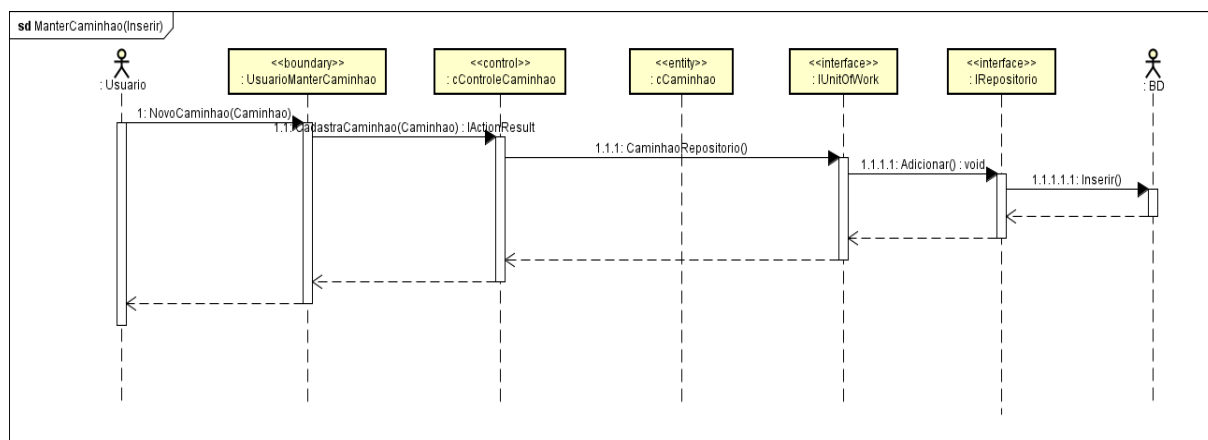 sd ManterCaminhao(Inserir)
: Usuario
<<boundary>>
: UsuarioManterCaminhao
<<control>>
: cControleCaminhao
<<entity>>
: cCaminhao
<<interface>>
: IUnitOfWork
<<interface>>
: IRepositorio
: BD
1: NovoCaminhao(Caminhao)
1.1: CadastraCaminhao(Caminhao) : IActionResult
1.1.1: CaminhaoRepositorio()
1.1.1.1: Adicionar() : void
1.1.1.1.1: Inserir()